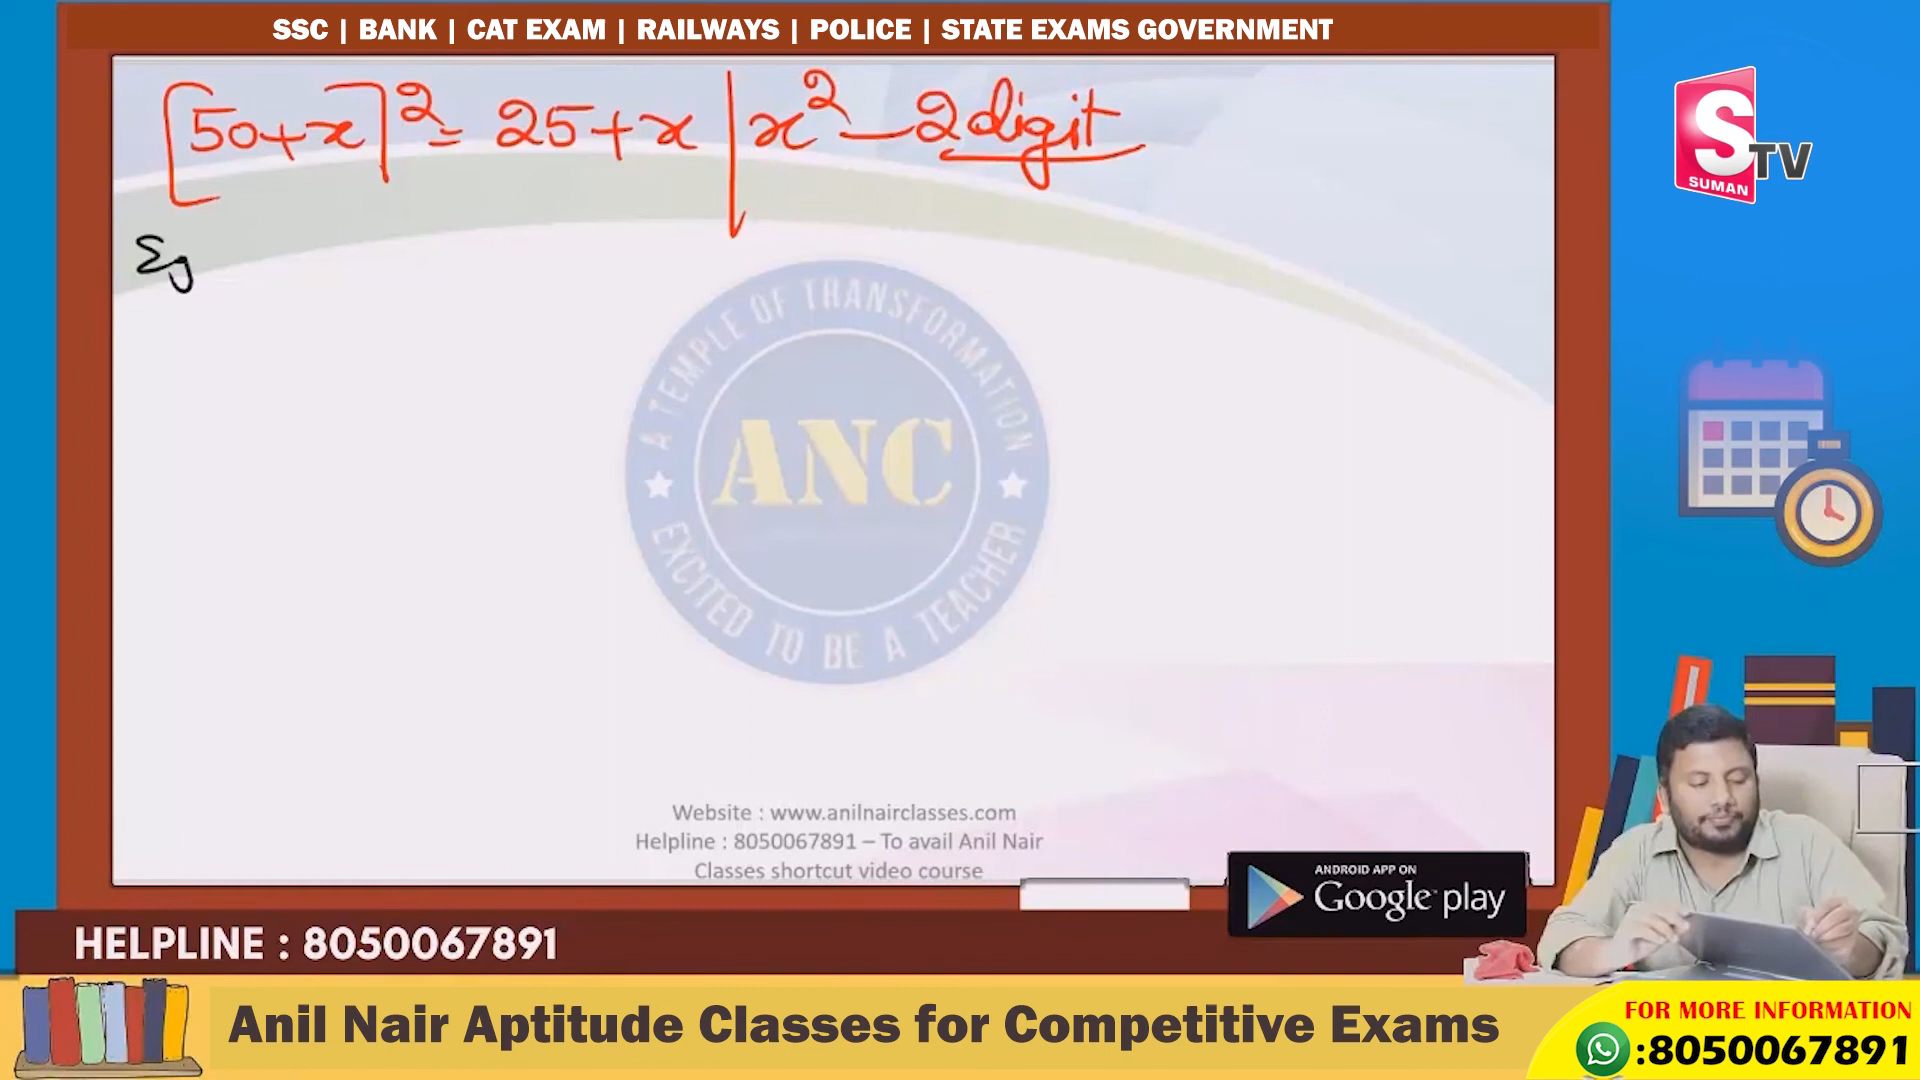 SSC | BANK | CAT EXAM | RAILWAYS | POLICE | STATE EXAMS GOVERNMENT
[50+x]² = 25+x | x² – 2digit
Eg
STV
SUMAN
A TEMPLE OF TRANSFORMATION
ANC
EXCITED TO BE A TEACHER
Website : www.anilnairclasses.com
Helpline : 8050067891 – To avail Anil Nair
Classes shortcut video course
ANDROID APP ON
Google play
HELPLINE : 8050067891
Anil Nair Aptitude Classes for Competitive Exams
FOR MORE INFORMATION
:8050067891